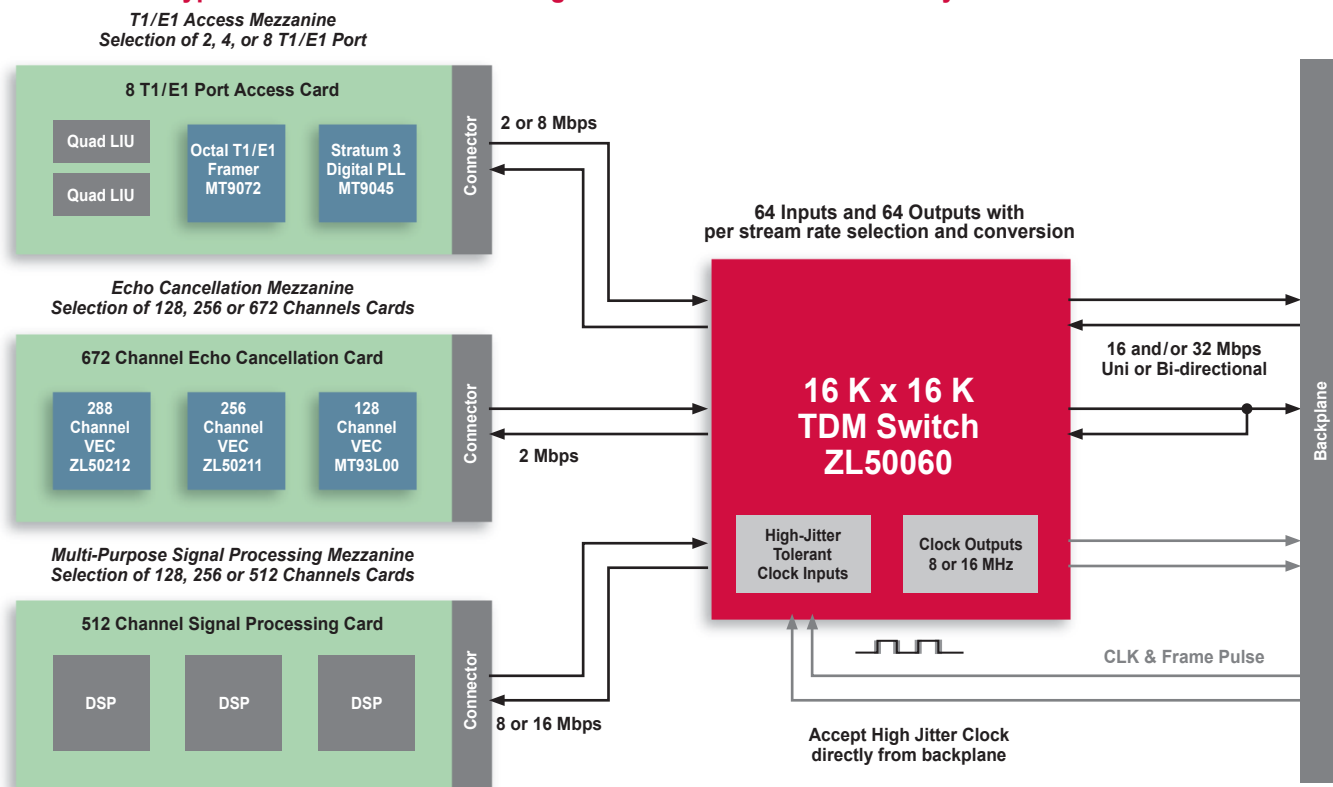 T1/E1 Access Mezzanine
Selection of 2, 4, or 8 T1/E1 Port
8 T1/E1 Port Access Card
Quad LIU
Quad LIU
Octal T1/E1
Framer
MT9072
Stratum 3
Digital PLL
MT9045
Connector
2 or 8 Mbps
Echo Cancellation Mezzanine
Selection of 128, 256 or 672 Channels Cards
672 Channel Echo Cancellation Card
288
Channel
VEC
ZL50212
256
Channel
VEC
ZL50211
128
Channel
VEC
MT93L00
Connector
2 Mbps
Multi-Purpose Signal Processing Mezzanine
Selection of 128, 256 or 512 Channels Cards
512 Channel Signal Processing Card
DSP
DSP
DSP
Connector
8 or 16 Mbps
64 Inputs and 64 Outputs with
per stream rate selection and conversion
16 K x 16 K
TDM Switch
ZL50060
High-Jitter
Tolerant
Clock Inputs
Clock Outputs
8 or 16 MHz
16 and/or 32 Mbps
Uni or Bi-directional
Backplane
CLK & Frame Pulse
Accept High Jitter Clock
directly from backplane